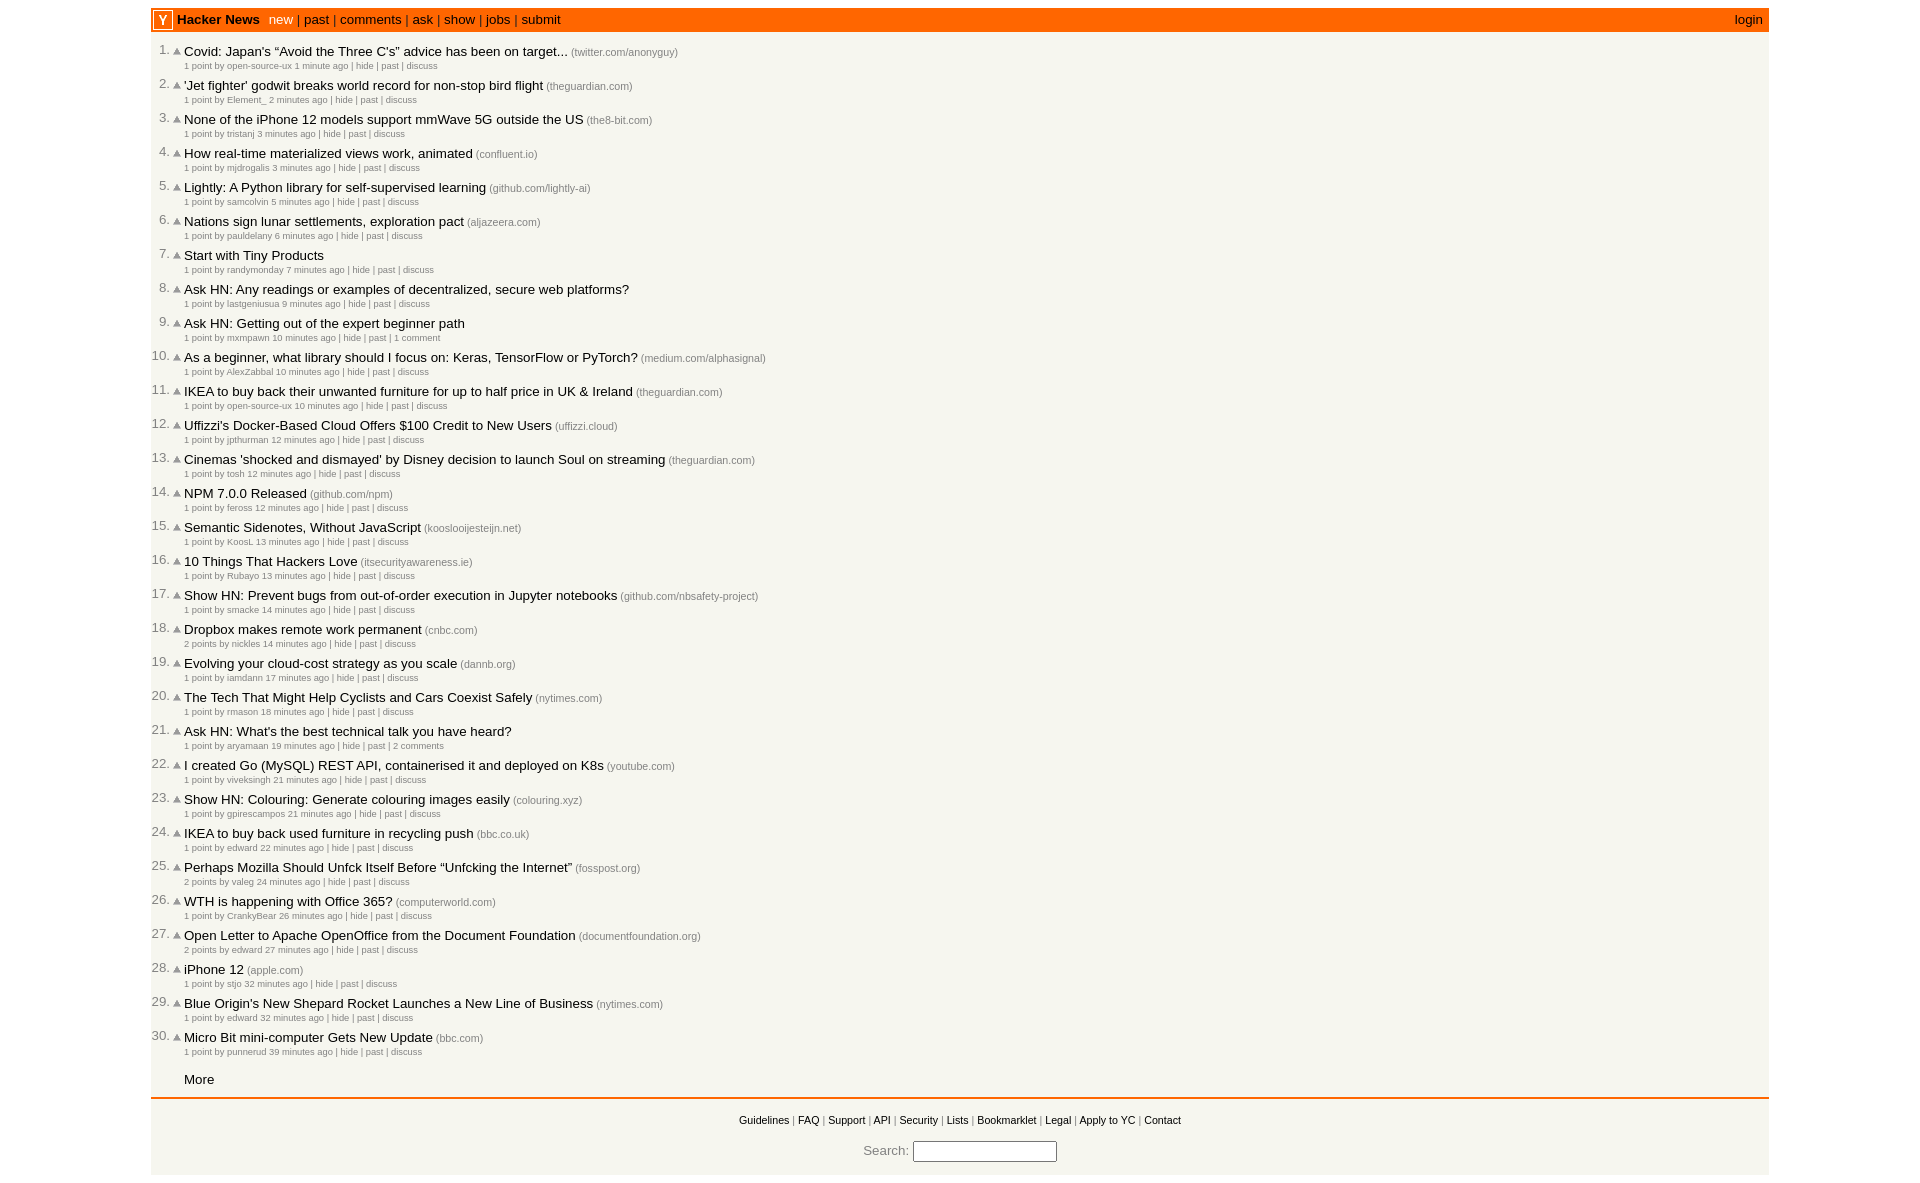 Y Hacker News new | past | comments | ask | show | jobs | submit login
1. Covid: Japan's “Avoid the Three C's” advice has been on target... (twitter.com/anonyguy)
1 point by open-source-ux 1 minute ago | hide | past | discuss
2. 'Jet fighter' godwit breaks world record for non-stop bird flight (theguardian.com)
1 point by Element_ 2 minutes ago | hide | past | discuss
3. None of the iPhone 12 models support mmWave 5G outside the US (the8-bit.com)
1 point by tristanj 3 minutes ago | hide | past | discuss
4. How real-time materialized views work, animated (confluent.io)
1 point by mjdrogalis 3 minutes ago | hide | past | discuss
5. Lightly: A Python library for self-supervised learning (github.com/lightly-ai)
1 point by samcolvin 5 minutes ago | hide | past | discuss
6. Nations sign lunar settlements, exploration pact (aljazeera.com)
1 point by pauldelany 6 minutes ago | hide | past | discuss
7. Start with Tiny Products
1 point by randymonday 7 minutes ago | hide | past | discuss
8. Ask HN: Any readings or examples of decentralized, secure web platforms?
1 point by lastgeniusua 9 minutes ago | hide | past | discuss
9. Ask HN: Getting out of the expert beginner path
1 point by mxmpawn 10 minutes ago | hide | past | 1 comment
10. As a beginner, what library should I focus on: Keras, TensorFlow or PyTorch? (medium.com/alphasignal)
1 point by AlexZabbal 10 minutes ago | hide | past | discuss
11. IKEA to buy back their unwanted furniture for up to half price in UK & Ireland (theguardian.com)
1 point by open-source-ux 10 minutes ago | hide | past | discuss
12. Uffizzi's Docker-Based Cloud Offers $100 Credit to New Users (uffizzi.cloud)
1 point by jpthurman 12 minutes ago | hide | past | discuss
13. Cinemas 'shocked and dismayed' by Disney decision to launch Soul on streaming (theguardian.com)
1 point by tosh 12 minutes ago | hide | past | discuss
14. NPM 7.0.0 Released (github.com/npm)
1 point by feross 12 minutes ago | hide | past | discuss
15. Semantic Sidenotes, Without JavaScript (kooslooijesteijn.net)
1 point by KoosL 13 minutes ago | hide | past | discuss
16. 10 Things That Hackers Love (itsecurityawareness.ie)
1 point by Rubayo 13 minutes ago | hide | past | discuss
17. Show HN: Prevent bugs from out-of-order execution in Jupyter notebooks (github.com/nbsafety-project)
1 point by smacke 14 minutes ago | hide | past | discuss
18. Dropbox makes remote work permanent (cnbc.com)
2 points by nickles 14 minutes ago | hide | past | discuss
19. Evolving your cloud-cost strategy as you scale (dannb.org)
1 point by iamdann 17 minutes ago | hide | past | discuss
20. The Tech That Might Help Cyclists and Cars Coexist Safely (nytimes.com)
1 point by rmason 18 minutes ago | hide | past | discuss
21. Ask HN: What's the best technical talk you have heard?
1 point by aryamaan 19 minutes ago | hide | past | 2 comments
22. I created Go (MySQL) REST API, containerised it and deployed on K8s (youtube.com)
1 point by viveksingh 21 minutes ago | hide | past | discuss
23. Show HN: Colouring: Generate colouring images easily (colouring.xyz)
1 point by gpirescampos 21 minutes ago | hide | past | discuss
24. IKEA to buy back used furniture in recycling push (bbc.co.uk)
1 point by edward 22 minutes ago | hide | past | discuss
25. Perhaps Mozilla Should Unfck Itself Before “Unfcking the Internet” (fosspost.org)
2 points by valeg 24 minutes ago | hide | past | discuss
26. WTH is happening with Office 365? (computerworld.com)
1 point by CrankyBear 26 minutes ago | hide | past | discuss
27. Open Letter to Apache OpenOffice from the Document Foundation (documentfoundation.org)
2 points by edward 27 minutes ago | hide | past | discuss
28. iPhone 12 (apple.com)
1 point by stjo 32 minutes ago | hide | past | discuss
29. Blue Origin's New Shepard Rocket Launches a New Line of Business (nytimes.com)
1 point by edward 32 minutes ago | hide | past | discuss
30. Micro Bit mini-computer Gets New Update (bbc.com)
1 point by punnerud 39 minutes ago | hide | past | discuss
More
Guidelines | FAQ | Support | API | Security | Lists | Bookmarklet | Legal | Apply to YC | Contact
Search: